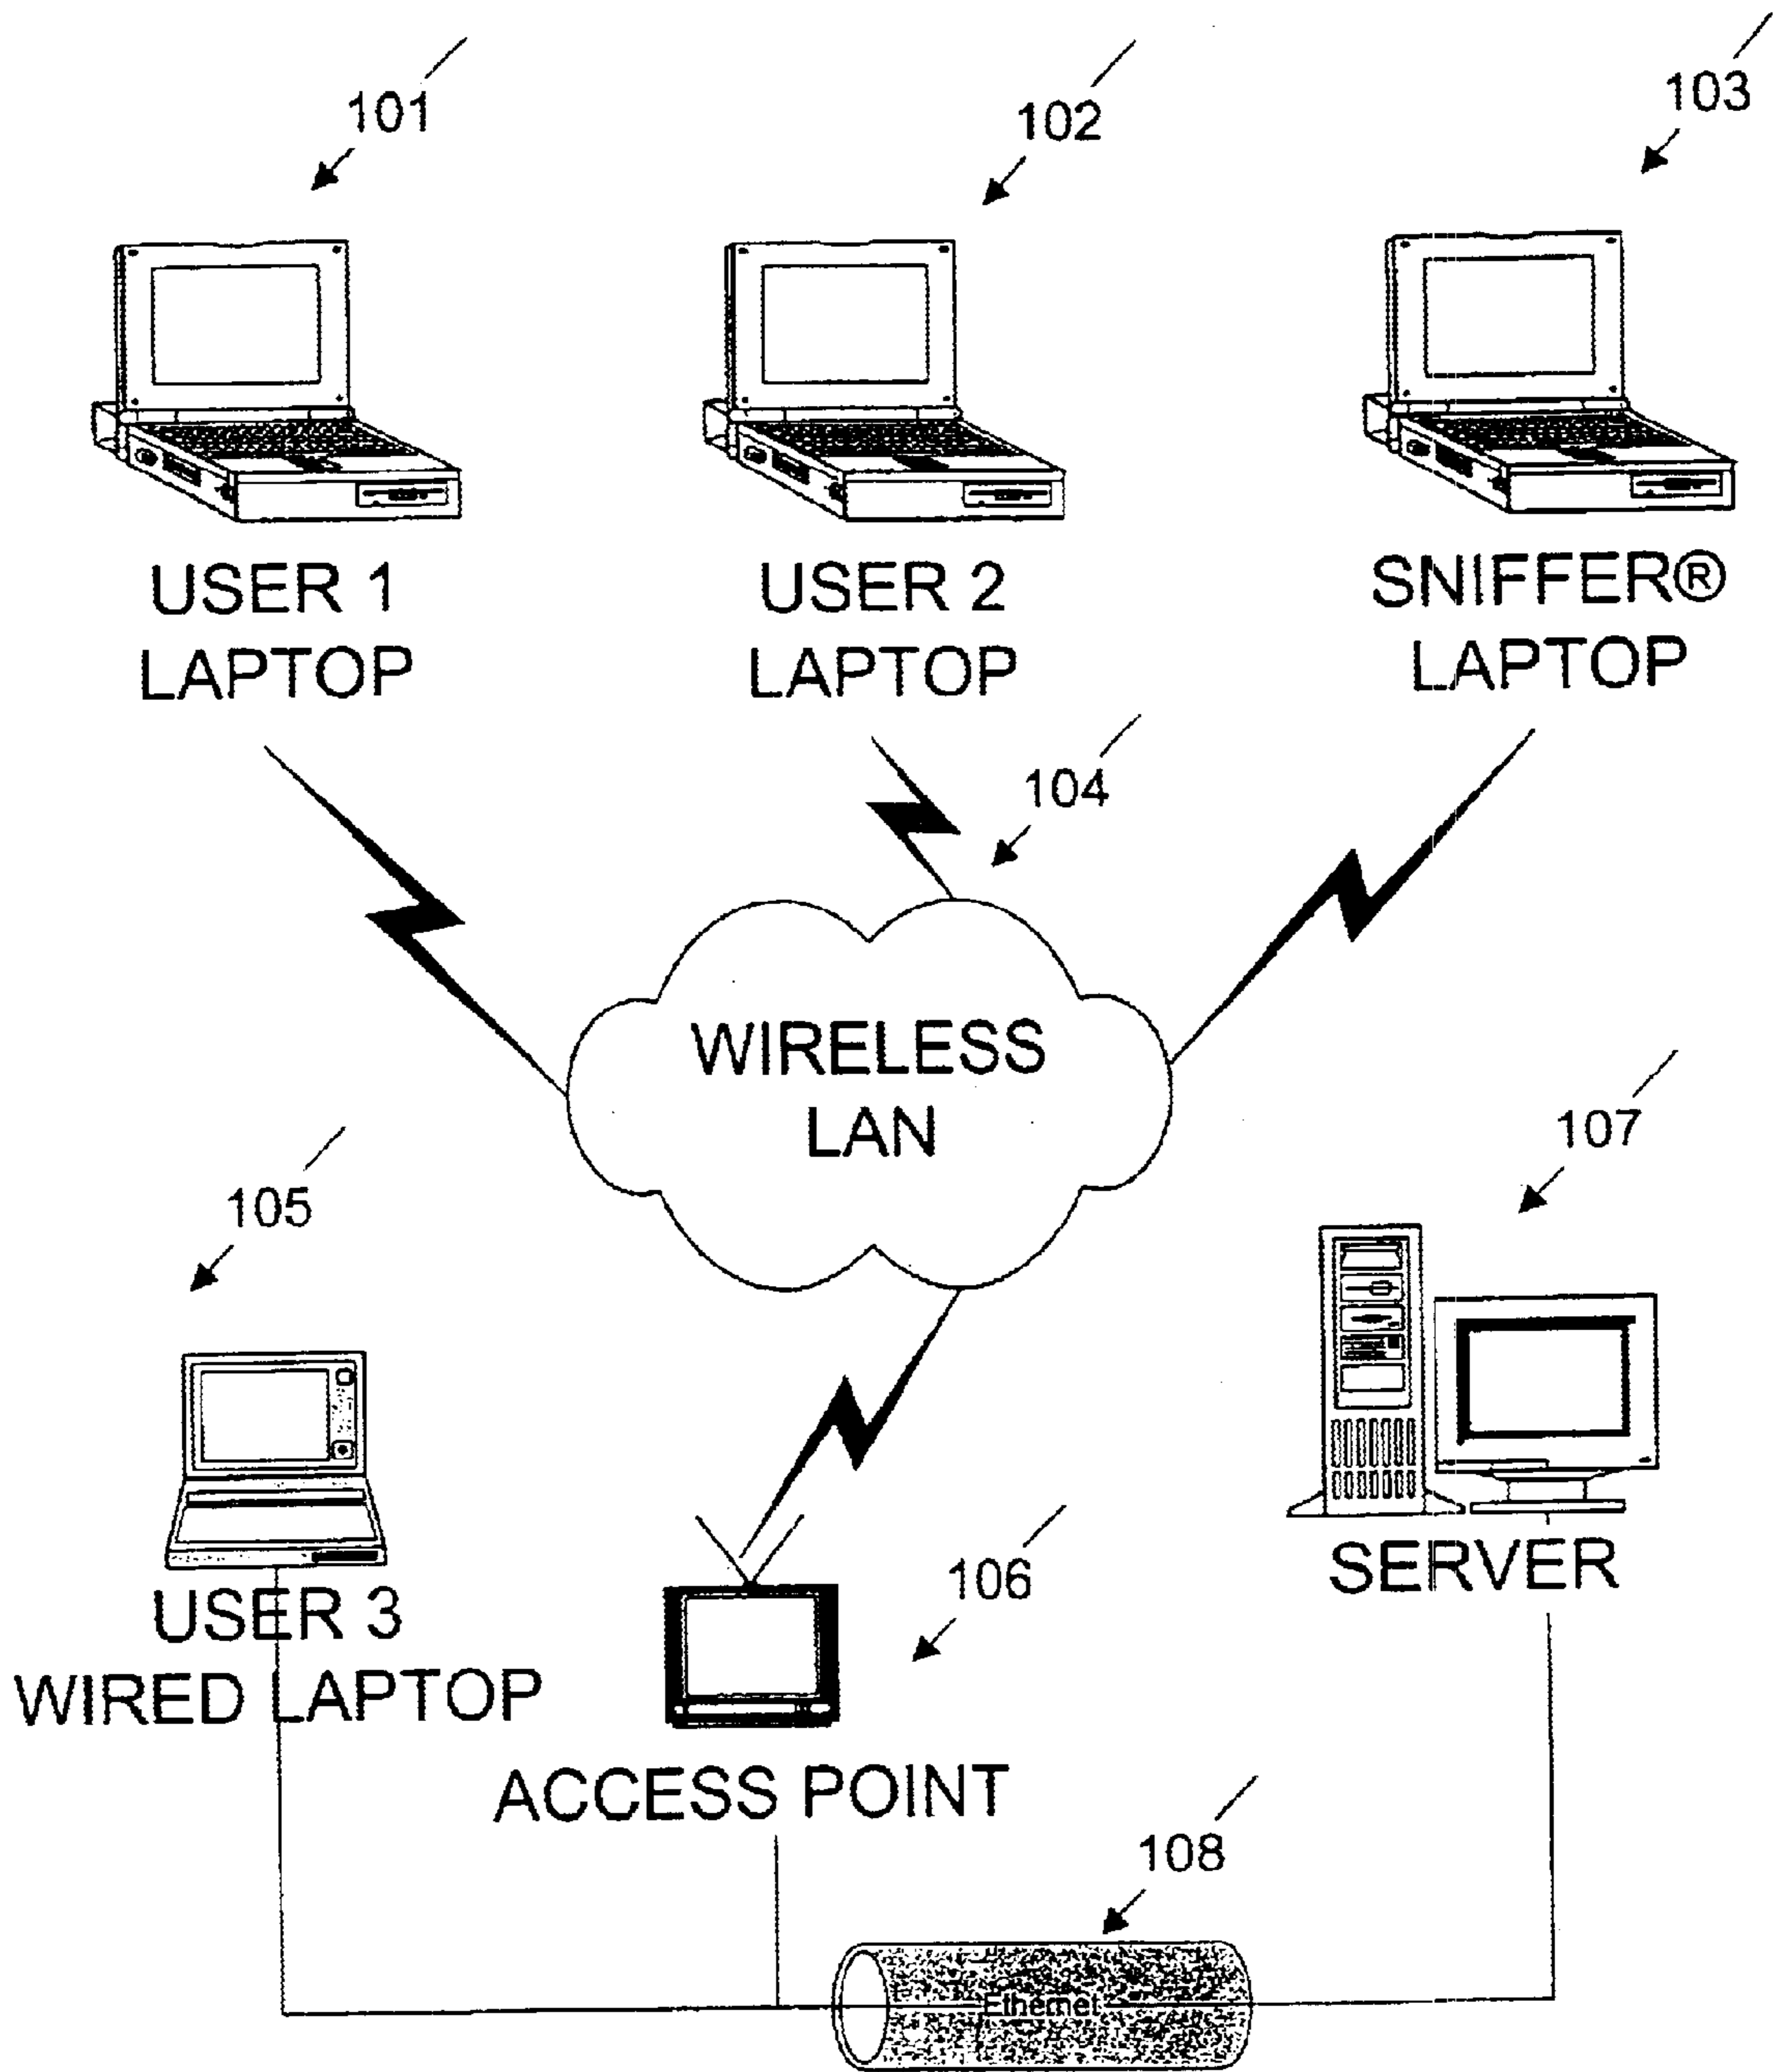 101
102
103
USER 1
LAPTOP
USER 2
LAPTOP
SNIFFER®
LAPTOP
104
WIRELESS
LAN
105
107
USER 3
WIRED LAPTOP
106
ACCESS POINT
SERVER
108
Ethernet